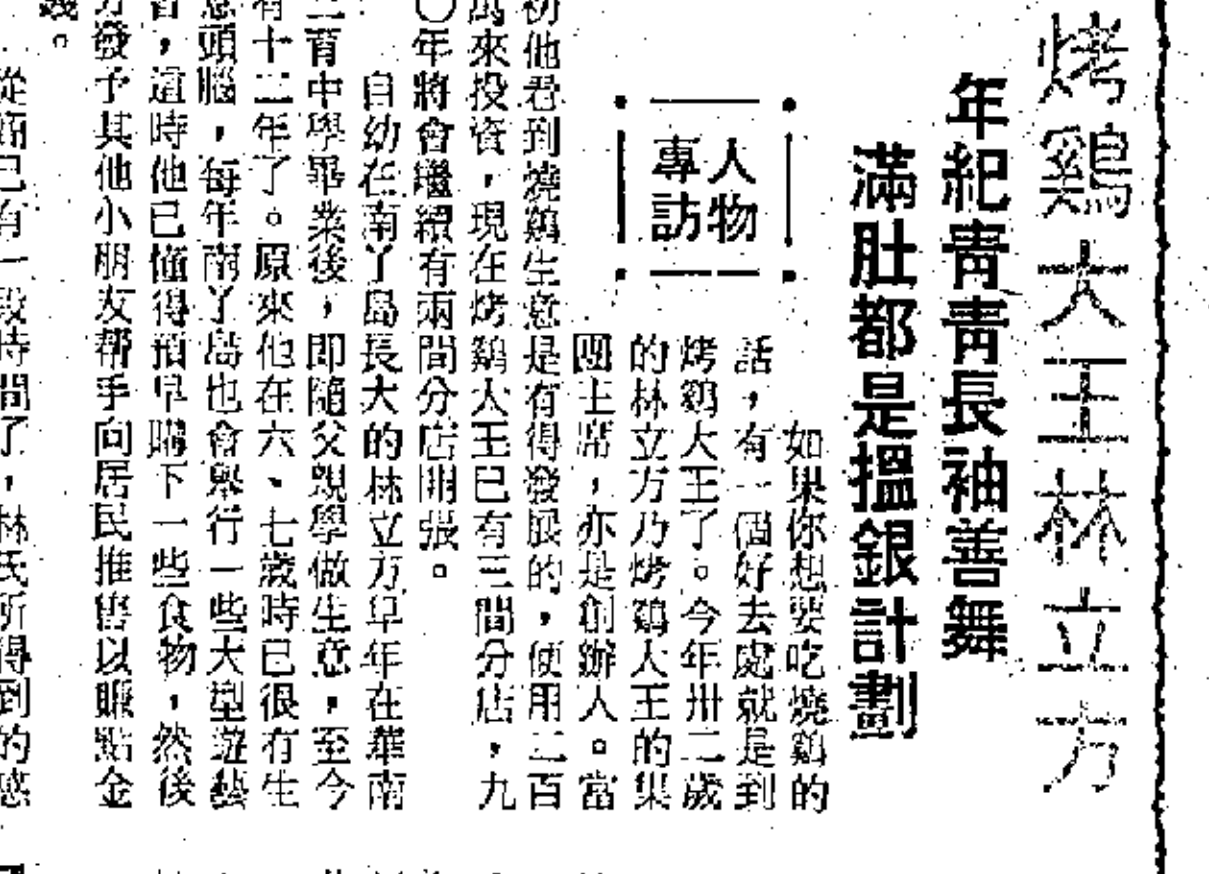 烤鷄大王林立方
年紀靑靑長袖善舞
滿肚都是搵銀計劃
人物
專訪
如果你想要吃燒鷄的
話，有一個好去處就是到
烤鷄大王了。今年卅二歲
的林立方乃烤鷄大王的集
團主席，亦是創辦人。當
初他看到燒鷄生意是有得發展的，便用二百
萬來投資，現在烤鷄大王已有三間分店，九
〇年將會繼續有兩間分店開張。
自幼在南丫島長大的林立方早年在華南
三育中學畢業後，即隨父親學做生意，至今
有十二年了。原來他在六、七歲時已很有生
意頭腦，每年南丫島也會舉行一些大型遊藝
會，這時他已懂得預早購下一些食物，然後
分發予其他小朋友幫手向居民推售以賺點金
錢。
從商已有一段時間了，林氏所得到的感